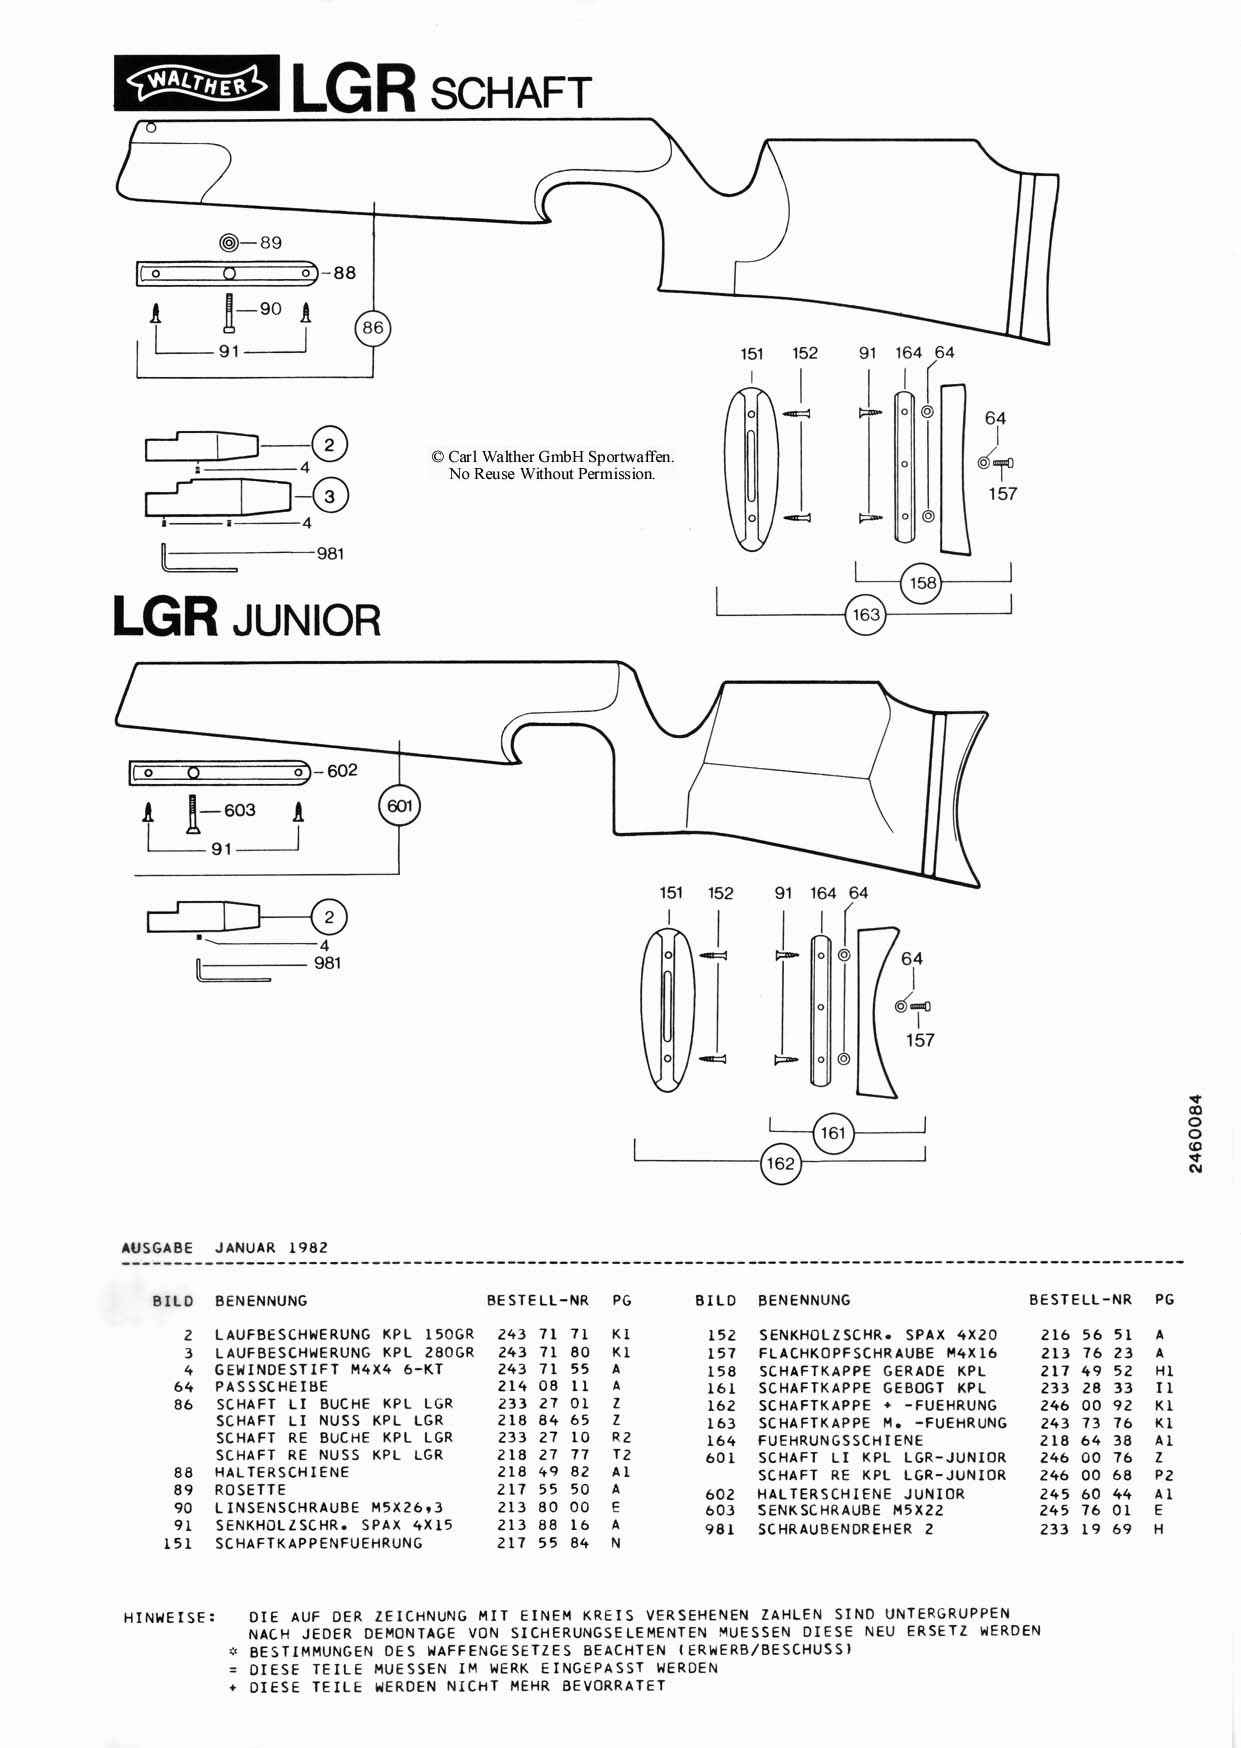 WALTHER LGR SCHAFT
89
88
90
86
91
151 152 91 164 64
64
157
2
4
3
4
981
© Carl Walther GmbH Sportwaffen.
No Reuse Without Permission.
158
163
LGR JUNIOR
602
603
601
91
2
4
981
151 152 91 164 64
64
157
161
162
2460084
AUSGABE JANUAR 1982
BILD BENENNUNG BESTELL-NR PG
2 LAUFBESCHWERUNG KPL 150GR 243 71 71 K1
3 LAUFBESCHWERUNG KPL 280GR 243 71 80 K1
4 GEWINDESTIFT M4X4 6-KT 243 71 55 A
64 PASSSCHEIBE 214 08 11 A
86 SCHAFT LI BUCHE KPL LGR 233 27 01 Z
SCHAFT LI NUSS KPL LGR 218 84 65 Z
SCHAFT RE BUCHE KPL LGR 233 27 10 R2
SCHAFT RE NUSS KPL LGR 218 27 77 T2
88 HALTERSCHIENE 218 49 82 A1
89 ROSETTE 217 55 50 A
90 LINSENSCHRAUBE M5X26,3 213 80 00 E
91 SENKHOLZSCHR. SPAX 4X15 213 88 16 A
151 SCHAFTKAPPENFUEHRUNG 217 55 84 N
BILD BENENNUNG BESTELL-NR PG
152 SENKHOLZSCHR. SPAX 4X20 216 56 51 A
157 FLACHKOPFSCHRAUBE M4X16 213 76 23 A
158 SCHAFTKAPPE GERADE KPL 217 49 52 H1
161 SCHAFTKAPPE GEBOGT KPL 233 28 33 I1
162 SCHAFTKAPPE + -FUEHRUNG 246 00 92 K1
163 SCHAFTKAPPE M. -FUEHRUNG 243 73 76 K1
164 FUEHRUNGSSCHIENE 218 64 38 A1
601 SCHAFT LI KPL LGR-JUNIOR 246 00 76 Z
SCHAFT RE KPL LGR-JUNIOR 246 00 68 P2
602 HALTERSCHIENE JUNIOR 245 60 44 A1
603 SENKSCHRAUBE M5X22 245 76 01 E
981 SCHRAUBENDREHER 2 233 19 69 H
HINWEISE: DIE AUF DER ZEICHNUNG MIT EINEM KREIS VERSEHENEN ZAHLEN SIND UNTERGRUPPEN
NACH JEDER DEMONTAGE VON SICHERUNGSELEMENTEN MUESSEN DIESE NEU ERSETZ WERDEN
* BESTIMMUNGEN DES WAFFENGESETZES BEACHTEN (ERWERB/BESCHUSS)
= DIESE TEILE MUESSEN IM WERK EINGEPASST WERDEN
+ DIESE TEILE WERDEN NICHT MEHR BEVORRATET